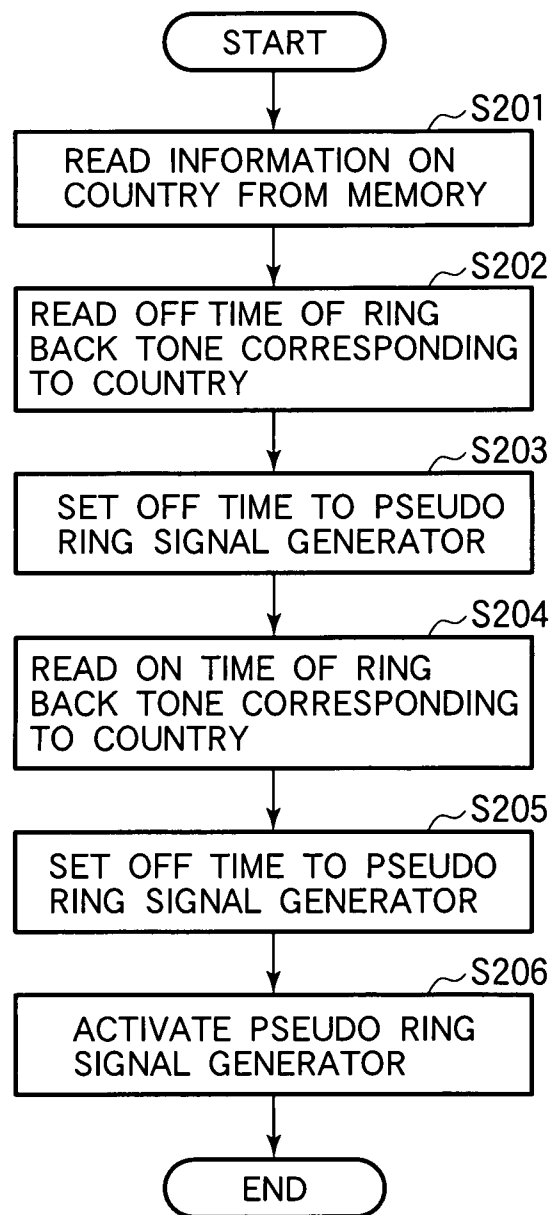 START
S201
READ INFORMATION ON
COUNTRY FROM MEMORY
S202
READ OFF TIME OF RING
BACK TONE CORRESPONDING
TO COUNTRY
S203
SET OFF TIME TO PSEUDO
RING SIGNAL GENERATOR
S204
READ ON TIME OF RING
BACK TONE CORRESPONDING
TO COUNTRY
S205
SET OFF TIME TO PSEUDO
RING SIGNAL GENERATOR
S206
ACTIVATE PSEUDO RING
SIGNAL GENERATOR
END